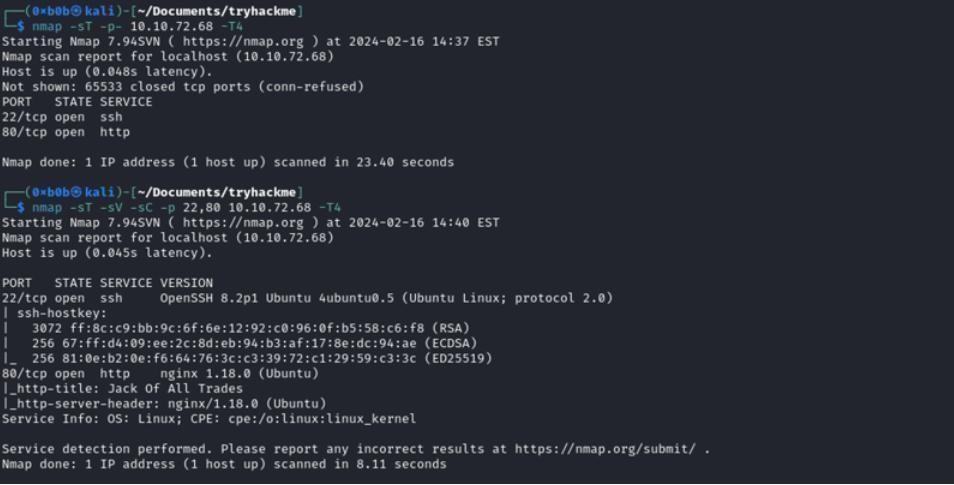 ┌──(0×b0b㉿kali)-[~/Documents/tryhackme]
└─$ nmap -sT -p- 10.10.72.68 -T4
Starting Nmap 7.94SVN ( https://nmap.org ) at 2024-02-16 14:37 EST
Nmap scan report for localhost (10.10.72.68)
Host is up (0.048s latency).
Not shown: 65533 closed tcp ports (conn-refused)
PORT   STATE SERVICE
22/tcp open  ssh
80/tcp open  http

Nmap done: 1 IP address (1 host up) scanned in 23.40 seconds

┌──(0×b0b㉿kali)-[~/Documents/tryhackme]
└─$ nmap -sT -sV -sC -p 22,80 10.10.72.68 -T4
Starting Nmap 7.94SVN ( https://nmap.org ) at 2024-02-16 14:40 EST
Nmap scan report for localhost (10.10.72.68)
Host is up (0.045s latency).

PORT   STATE SERVICE VERSION
22/tcp open  ssh     OpenSSH 8.2p1 Ubuntu 4ubuntu0.5 (Ubuntu Linux; protocol 2.0)
| ssh-hostkey:
|   3072 ff:8c:c9:bb:9c:6f:6e:12:92:c0:96:0f:b5:58:c6:f8 (RSA)
|   256 67:ff:d4:09:ee:2c:8d:eb:94:b3:af:17:8e:dc:94:ae (ECDSA)
|_  256 81:0e:b2:0e:f6:64:76:3c:c3:39:72:c1:29:59:c3:3c (ED25519)
80/tcp open  http    nginx 1.18.0 (Ubuntu)
|_http-title: Jack Of All Trades
|_http-server-header: nginx/1.18.0 (Ubuntu)
Service Info: OS: Linux; CPE: cpe:/o:linux:linux_kernel

Service detection performed. Please report any incorrect results at https://nmap.org/submit/ .
Nmap done: 1 IP address (1 host up) scanned in 8.11 seconds